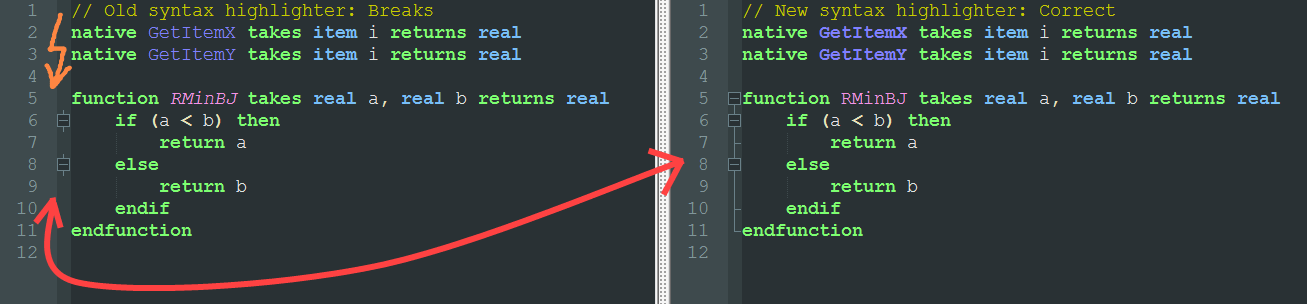 1 // Old syntax highlighter: Breaks
2 native GetItemX takes item i returns real
3 native GetItemY takes item i returns real
4
5 function RMinBJ takes real a, real b returns real
6 if (a < b) then
7 return a
8 else
9 return b
10 endif
11 endfunction
12
1 // New syntax highlighter: Correct
2 native GetItemX takes item i returns real
3 native GetItemY takes item i returns real
4
5 function RMinBJ takes real a, real b returns real
6 if (a < b) then
7 return a
8 else
9 return b
10 endif
11 endfunction
12